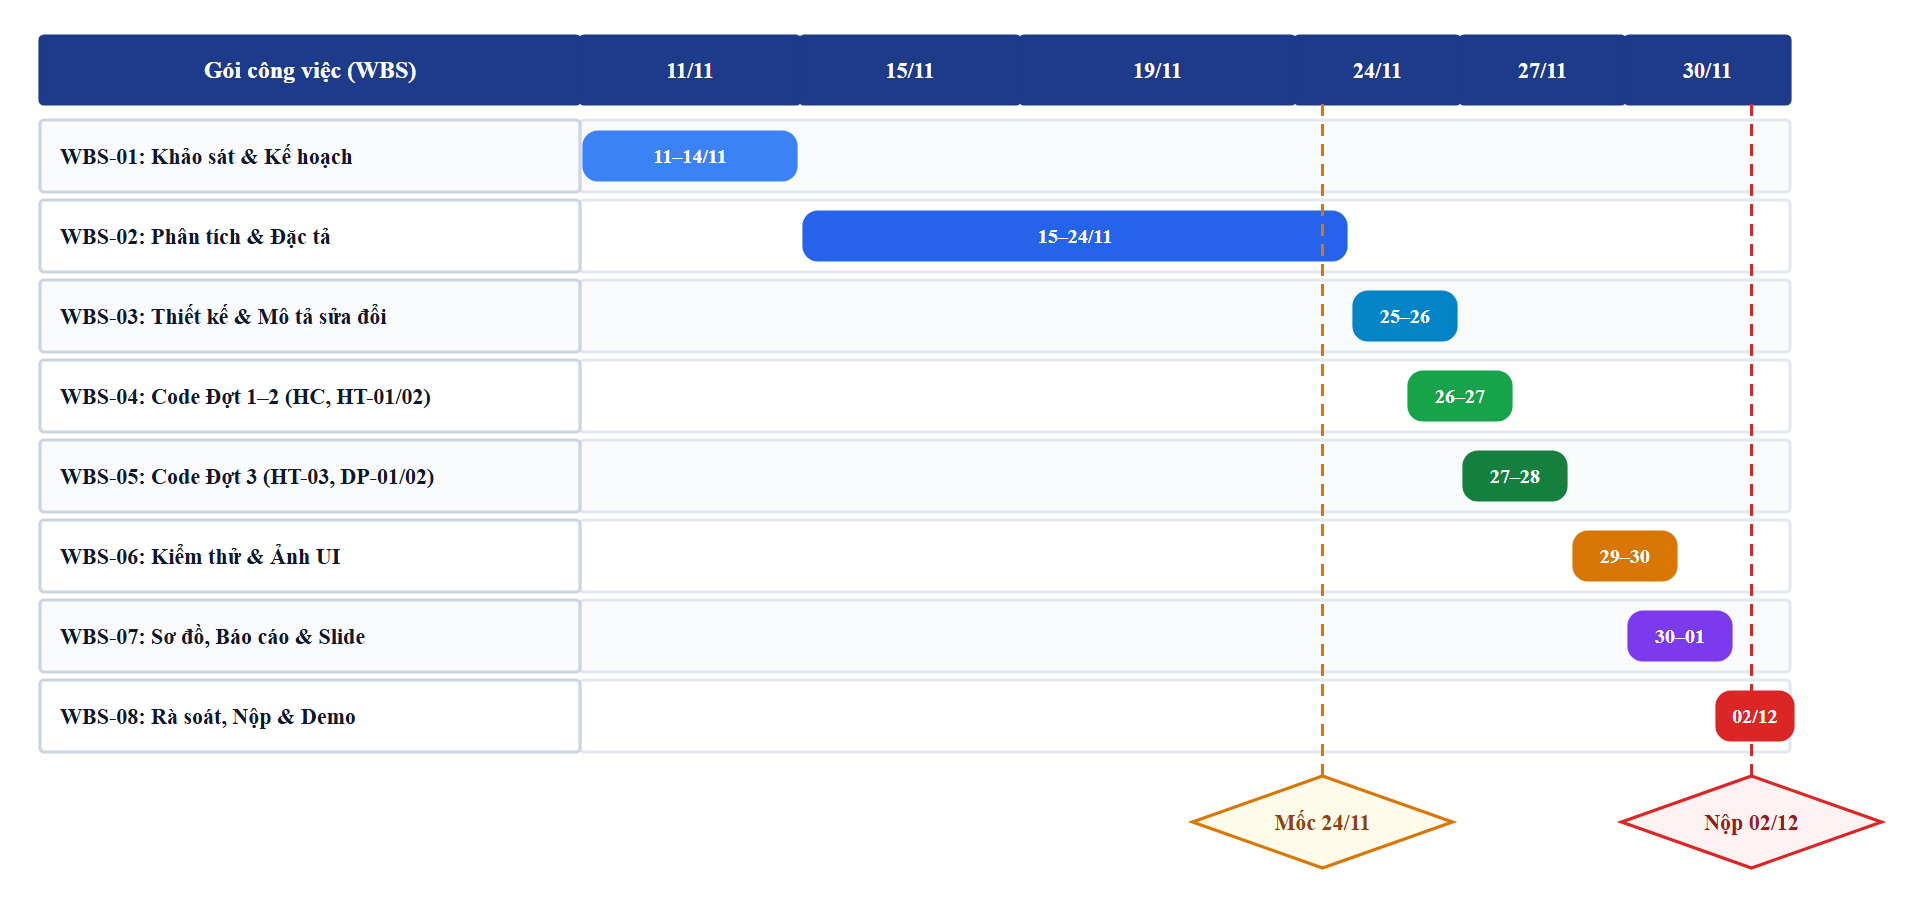 Gói công việc (WBS) 11/11 15/11 19/11 24/11 27/11 30/11
WBS-01: Khảo sát & Kế hoạch 11–14/11
WBS-02: Phân tích & Đặc tả 15–24/11
WBS-03: Thiết kế & Mô tả sửa đổi 25–26
WBS-04: Code Đợt 1–2 (HC, HT-01/02) 26–27
WBS-05: Code Đợt 3 (HT-03, DP-01/02) 27–28
WBS-06: Kiểm thử & Ảnh UI 29–30
WBS-07: Sơ đồ, Báo cáo & Slide 30–01
WBS-08: Rà soát, Nộp & Demo 02/12
Mốc 24/11 Nộp 02/12